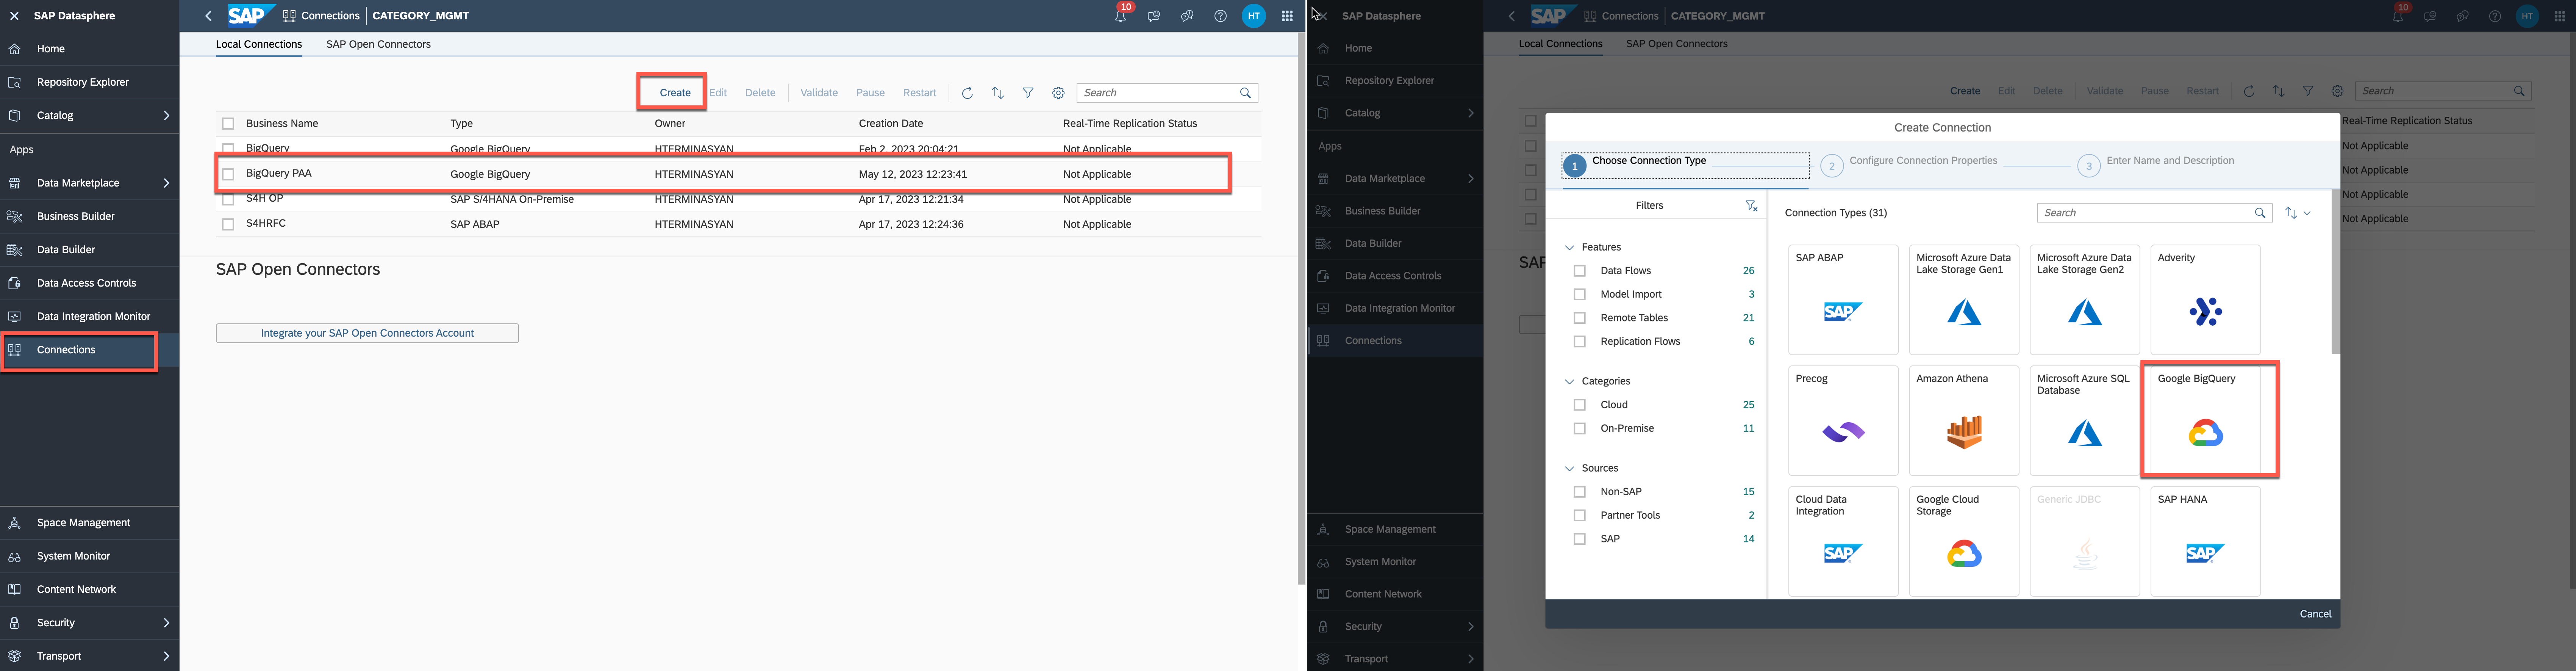 SAP Datasphere
Home
Repository Explorer
Catalog
Apps
Data Marketplace
Business Builder
Data Builder
Data Access Controls
Data Integration Monitor
Connections
Space Management
System Monitor
Content Network
Security
Transport
SAP Connections CATEGORY_MGMT 10 HT
Local Connections SAP Open Connectors
Create Edit Delete Validate Pause Restart Search
Business Name Type Owner Creation Date Real-Time Replication Status
BigQuery Google BigQuery HTERMINASYAN Feb 2, 2023 20:04:21 Not Applicable
BigQuery PAA Google BigQuery HTERMINASYAN May 12, 2023 12:23:41 Not Applicable
S4H OP SAP S/4HANA On-Premise HTERMINASYAN Apr 17, 2023 12:21:34 Not Applicable
S4HRFC SAP ABAP HTERMINASYAN Apr 17, 2023 12:24:36 Not Applicable
SAP Open Connectors
Integrate your SAP Open Connectors Account
SAP Datasphere
Home
Repository Explorer
Catalog
Apps
Data Marketplace
Business Builder
Data Builder
Data Access Controls
Data Integration Monitor
Connections
Space Management
System Monitor
Content Network
Security
Transport
SAP Connections CATEGORY_MGMT 10 HT
Local Connections SAP Open Connectors
Create Edit Delete Validate Pause Restart Search
Real-Time Replication Status
Not Applicable
Not Applicable
Not Applicable
Not Applicable
SAP
Create Connection
1 Choose Connection Type 2 Configure Connection Properties 3 Enter Name and Description
Filters
Features
Data Flows 26
Model Import 3
Remote Tables 21
Replication Flows 6
Categories
Cloud 25
On-Premise 11
Sources
Non-SAP 15
Partner Tools 2
SAP 14
Connection Types (31) Search
SAP ABAP
SAP
Microsoft Azure Data
Lake Storage Gen1
Microsoft Azure Data
Lake Storage Gen2
Adverity
Precog
Amazon Athena
Microsoft Azure SQL
Database
Google BigQuery
Cloud Data
Integration
SAP
Google Cloud
Storage
Generic JDBC
SAP HANA
SAP
Cancel